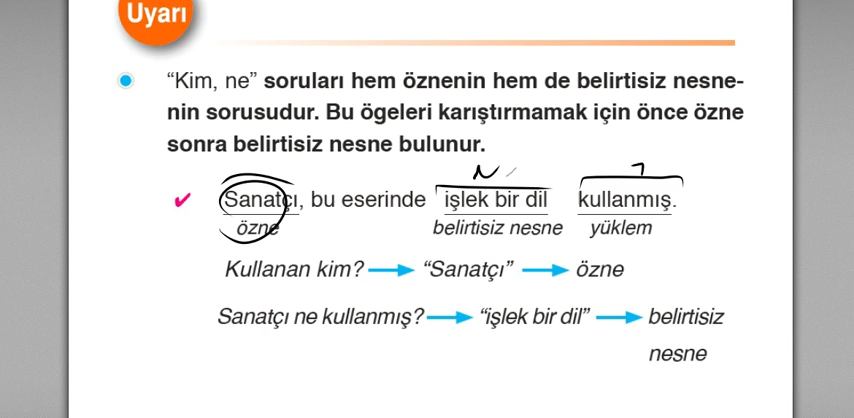 Uyarı
“Kim, ne” soruları hem öznenin hem de belirtisiz nesne-
nin sorusudur. Bu ögeleri karıştırmamak için önce özne
sonra belirtisiz nesne bulunur.
N
✔ Sanatçı, bu eserinde işlek bir dil kullanmış.
özne belirtisiz nesne yüklem
Kullanan kim? → “Sanatçı” → özne
Sanatçı ne kullanmış? → “işlek bir dil” → belirtisiz
nesne